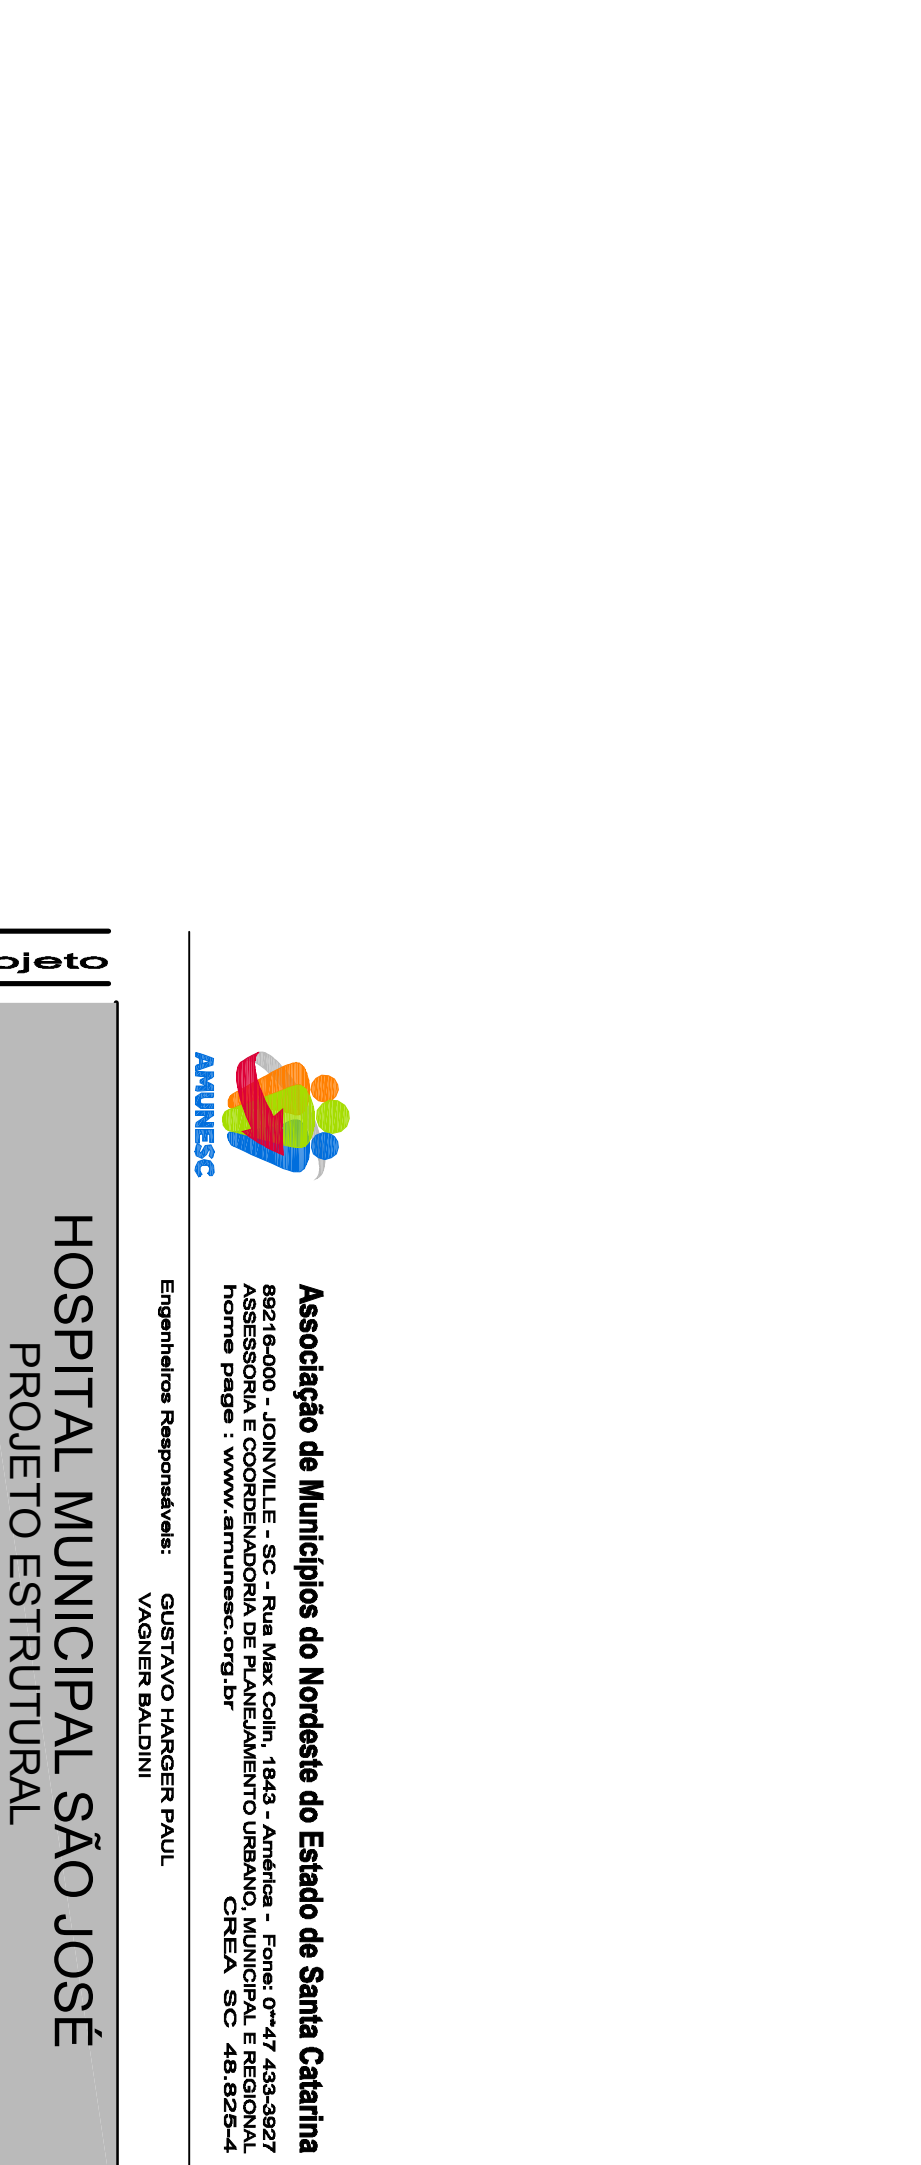 AMUNESC
Associação de Municípios do Nordeste do Estado de Santa Catarina
89216-000 - JOINVILLE - SC - Rua Max Colin, 1843 - América - Fone: 0**47 433-3927
ASSESSORIA E COORDENADORIA DE PLANEJAMENTO URBANO, MUNICIPAL E REGIONAL
home page : www.amunesc.org.br CREA SC 48.825-4
Engenheiros Responsáveis: GUSTAVO HARGER PAUL
VAGNER BALDINI
ojeto
HOSPITAL MUNICIPAL SÃO JOSÉ
PROJETO ESTRUTURAL